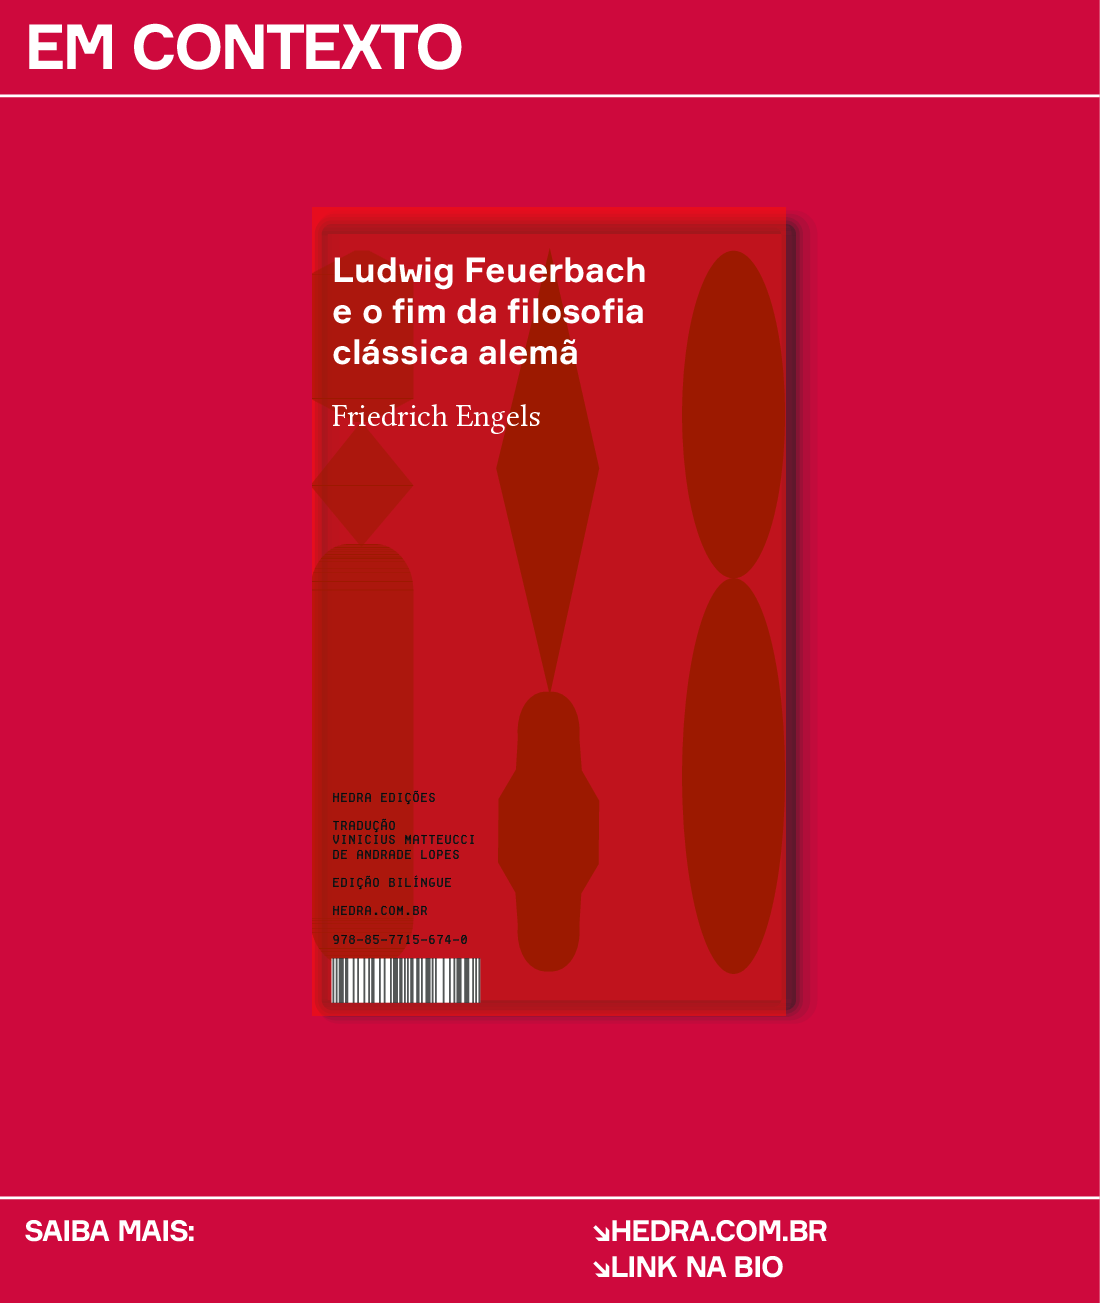 EM CONTEXTO
Ludwig Feuerbach
e o fim da filosofia
clássica alemã
Friedrich Engels
HEDRA EDIÇÕES
TRADUÇÃO
VINICIUS MATTEUCCI
DE ANDRADE LOPES
EDIÇÃO BILÍNGUE
HEDRA.COM.BR
978-85-7715-674-0
SAIBA MAIS:
↘HEDRA.COM.BR
↘LINK NA BIO